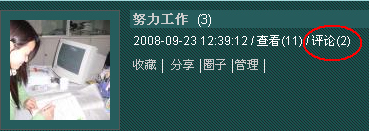 努力工作 (3)
2008-09-23 12:39:12 / 查看(11) / 评论(2)
收藏 | 分享 |圈子 |管理 |